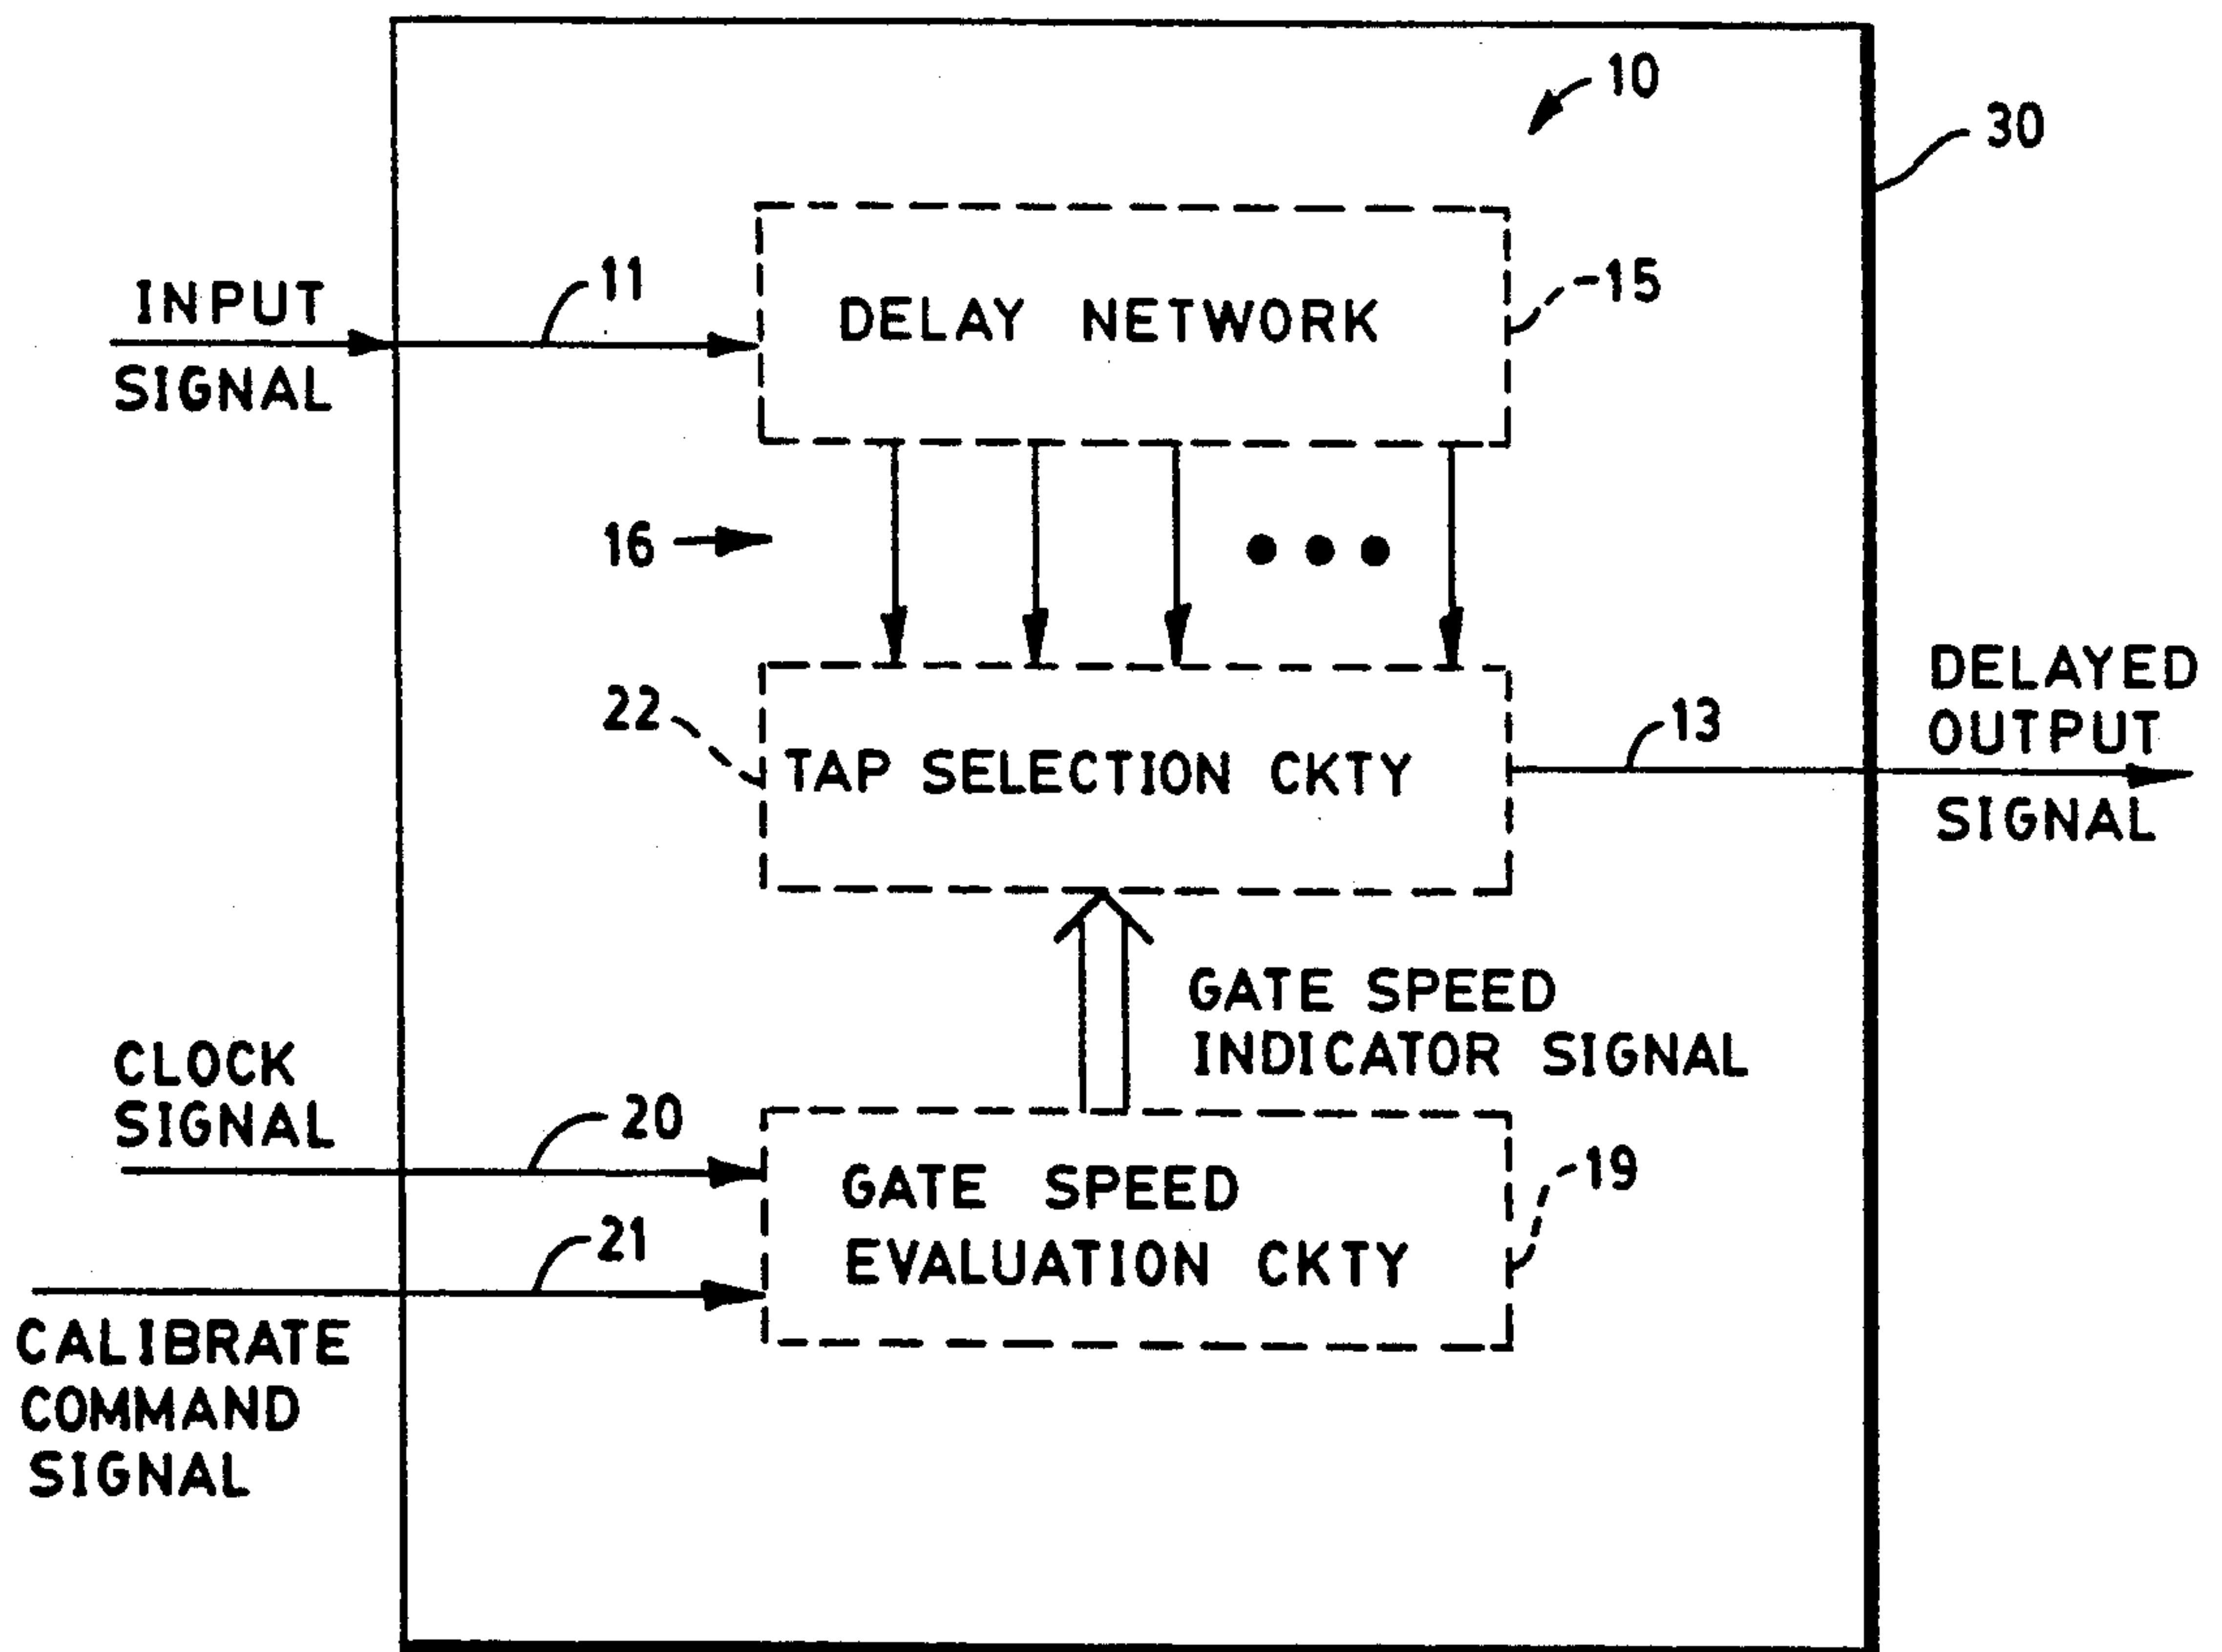 10
30
INPUT
SIGNAL
11
DELAY NETWORK
15
16
22
TAP SELECTION CKTY
13
DELAYED
OUTPUT
SIGNAL
GATE SPEED
INDICATOR SIGNAL
CLOCK
SIGNAL
20
21
GATE SPEED
EVALUATION CKTY
19
CALIBRATE
COMMAND
SIGNAL